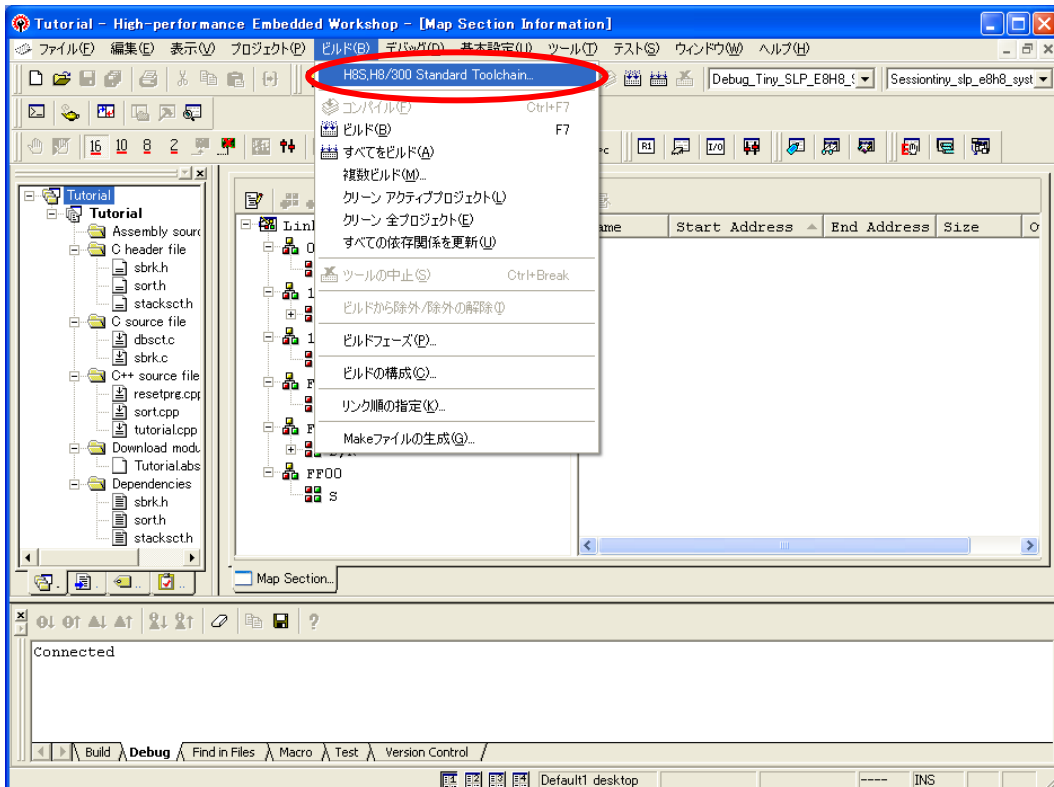 Tutorial - High-performance Embedded Workshop - [Map Section Information]
ファイル(F) 編集(E) 表示(V) プロジェクト(P) ビルド(B) デバッグ(D) 基本設定(U) ツール(T) テスト(S) ウィンドウ(W) ヘルプ(H)
H8S,H8/300 Standard Toolchain...
Debug_Tiny_SLP_E8H8_S
Sessiontiny_slp_e8h8_syst
コンパイル(F) Ctrl+F7
ビルド(B) F7
すべてをビルド(A)
複数ビルド(M)...
クリーン アクティブプロジェクト(L)
クリーン 全プロジェクト(E)
すべての依存関係を更新(U)
ツールの中止(S) Ctrl+Break
ビルドから除外/除外の解除(I)
ビルドフェーズ(P)...
ビルドの構成(C)...
リンク順の指定(K)...
Makeファイルの生成(G)...
16 10 8 2
R1
I/O
Tutorial
Tutorial
Assembly sourc
C header file
sbrk.h
sort.h
stacksct.h
C source file
dbsct.c
sbrk.c
C++ source file
resetprg.cpp
sort.cpp
tutorial.cpp
Download modu
Tutorial.abs
Dependencies
sbrk.h
sort.h
stacksct.h
Link
0
1
1
F
F
FF00
S
ame Start Address End Address Size
Map Section...
Connected
Build Debug Find in Files Macro Test Version Control
Default1 desktop ---- INS